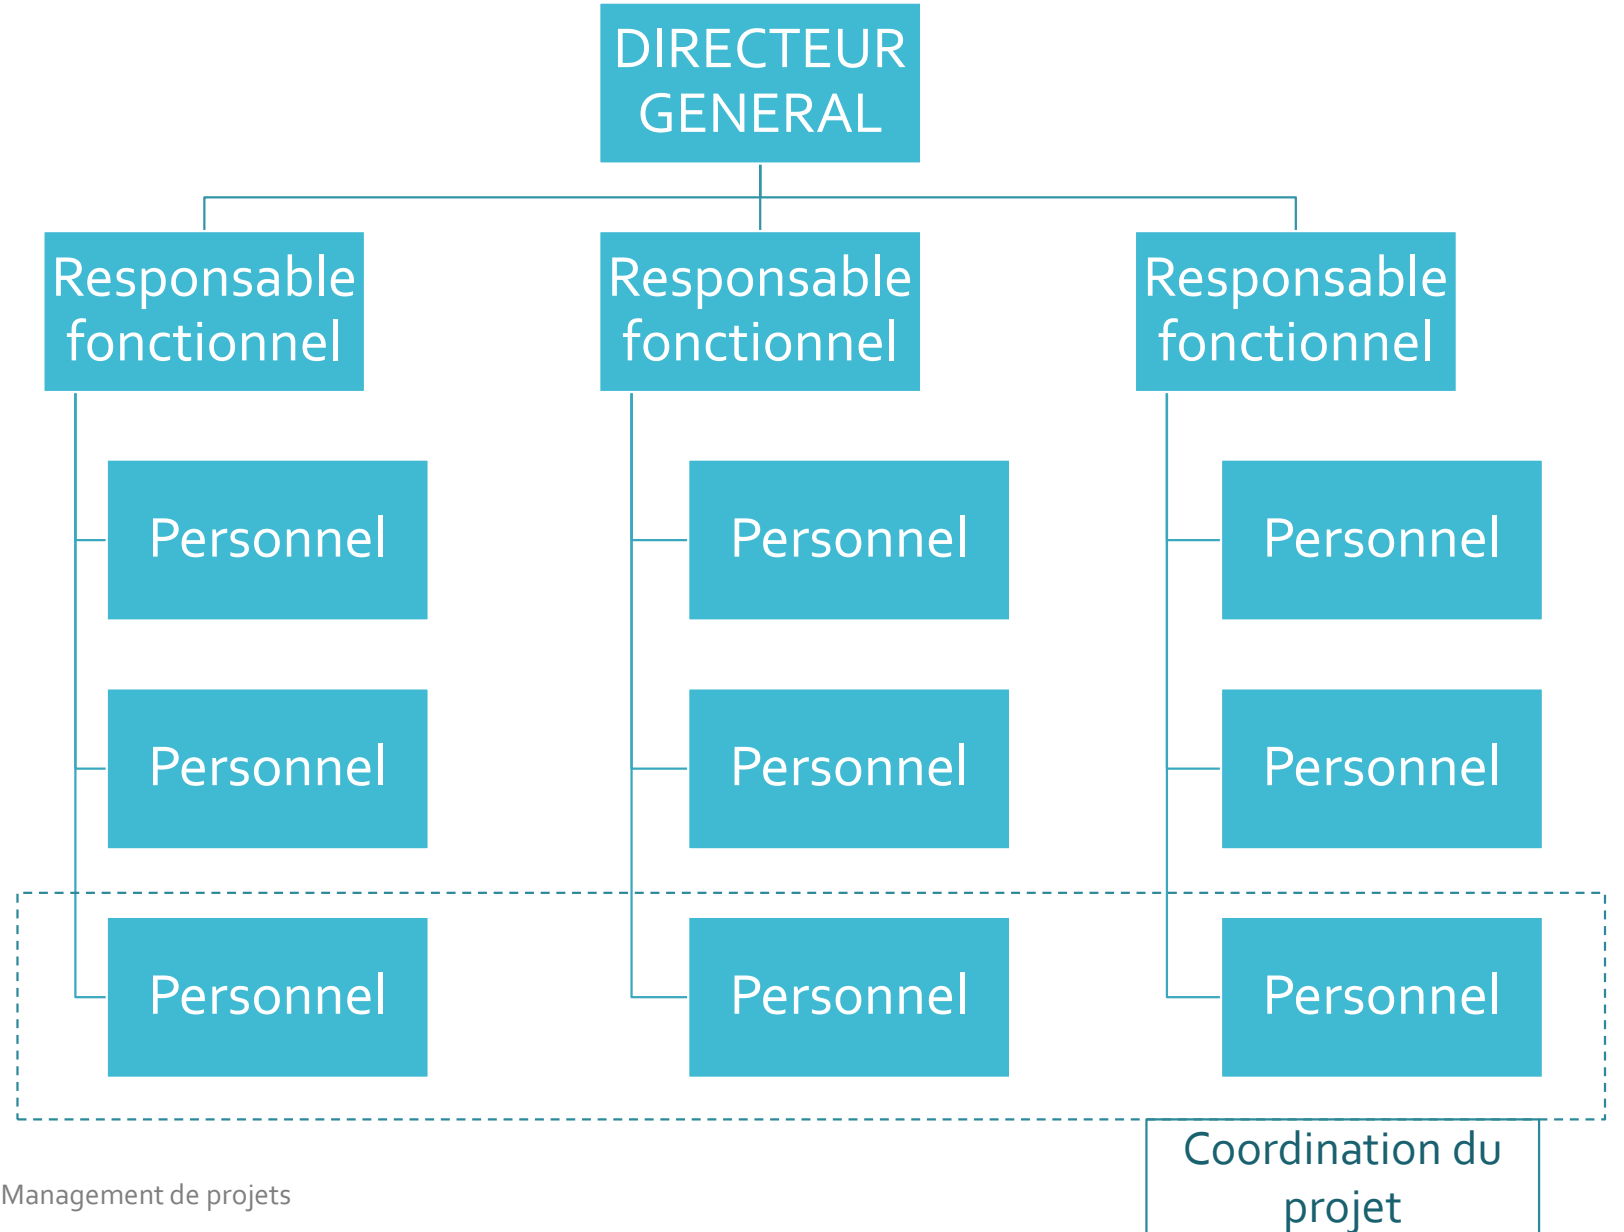 DIRECTEUR
GENERAL
Responsable
fonctionnel
Responsable
fonctionnel
Responsable
fonctionnel
Personnel
Personnel
Personnel
Personnel
Personnel
Personnel
Personnel
Personnel
Personnel
Coordination du
projet
Management de projets